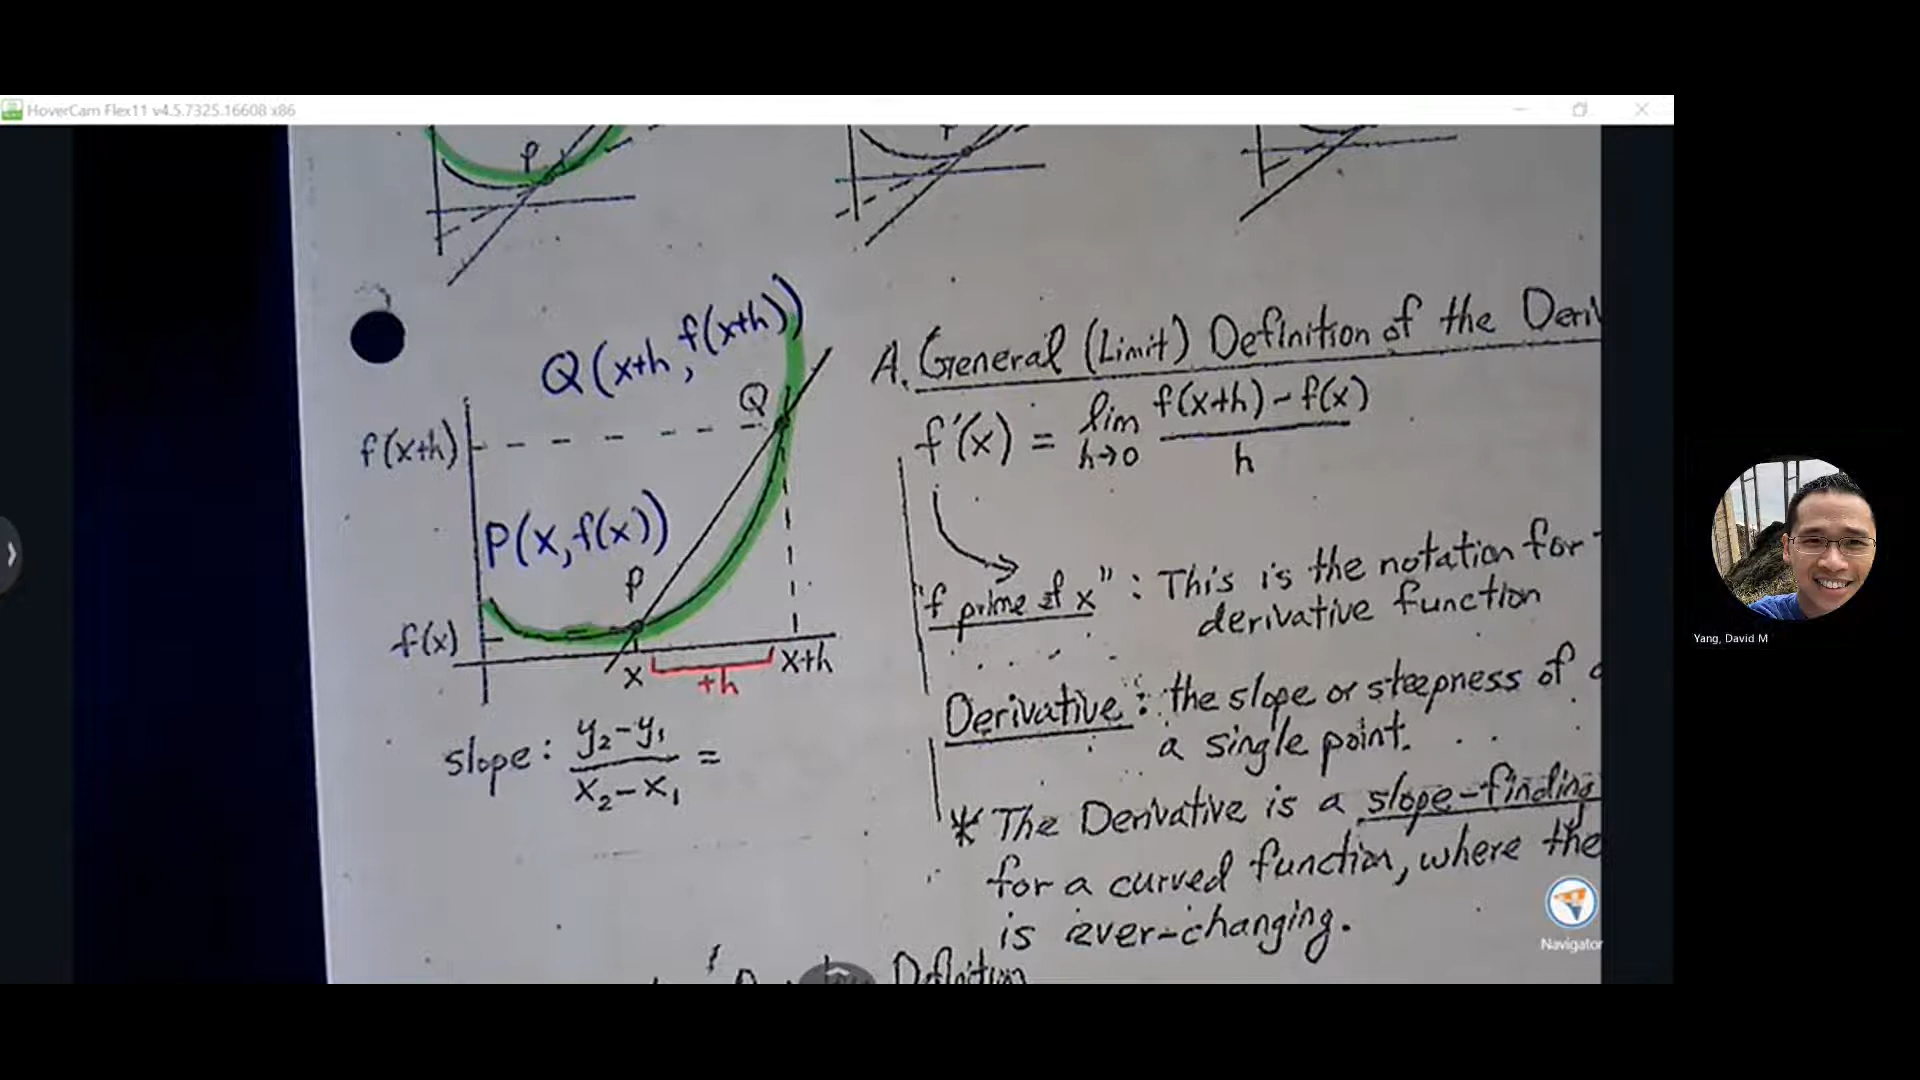 HoverCam Flex11 v4.5.7325.16608 x86
P
Q(x+h, f(x+h))
Q
f(x+h)
P(x, f(x))
P
f(x)
x
+h
x+h
slope: y₂-y₁ / x₂-x₁ =
A. General (Limit) Definition of the Deriv
f'(x) = lim h→0 f(x+h)-f(x) / h
"f prime of x": This is the notation for
derivative function
Derivative: the slope or steepness of
a single point.
* The Derivative is a slope-finding
for a curved function, where the
is ever-changing.
Definition
Navigator
Yang, David M